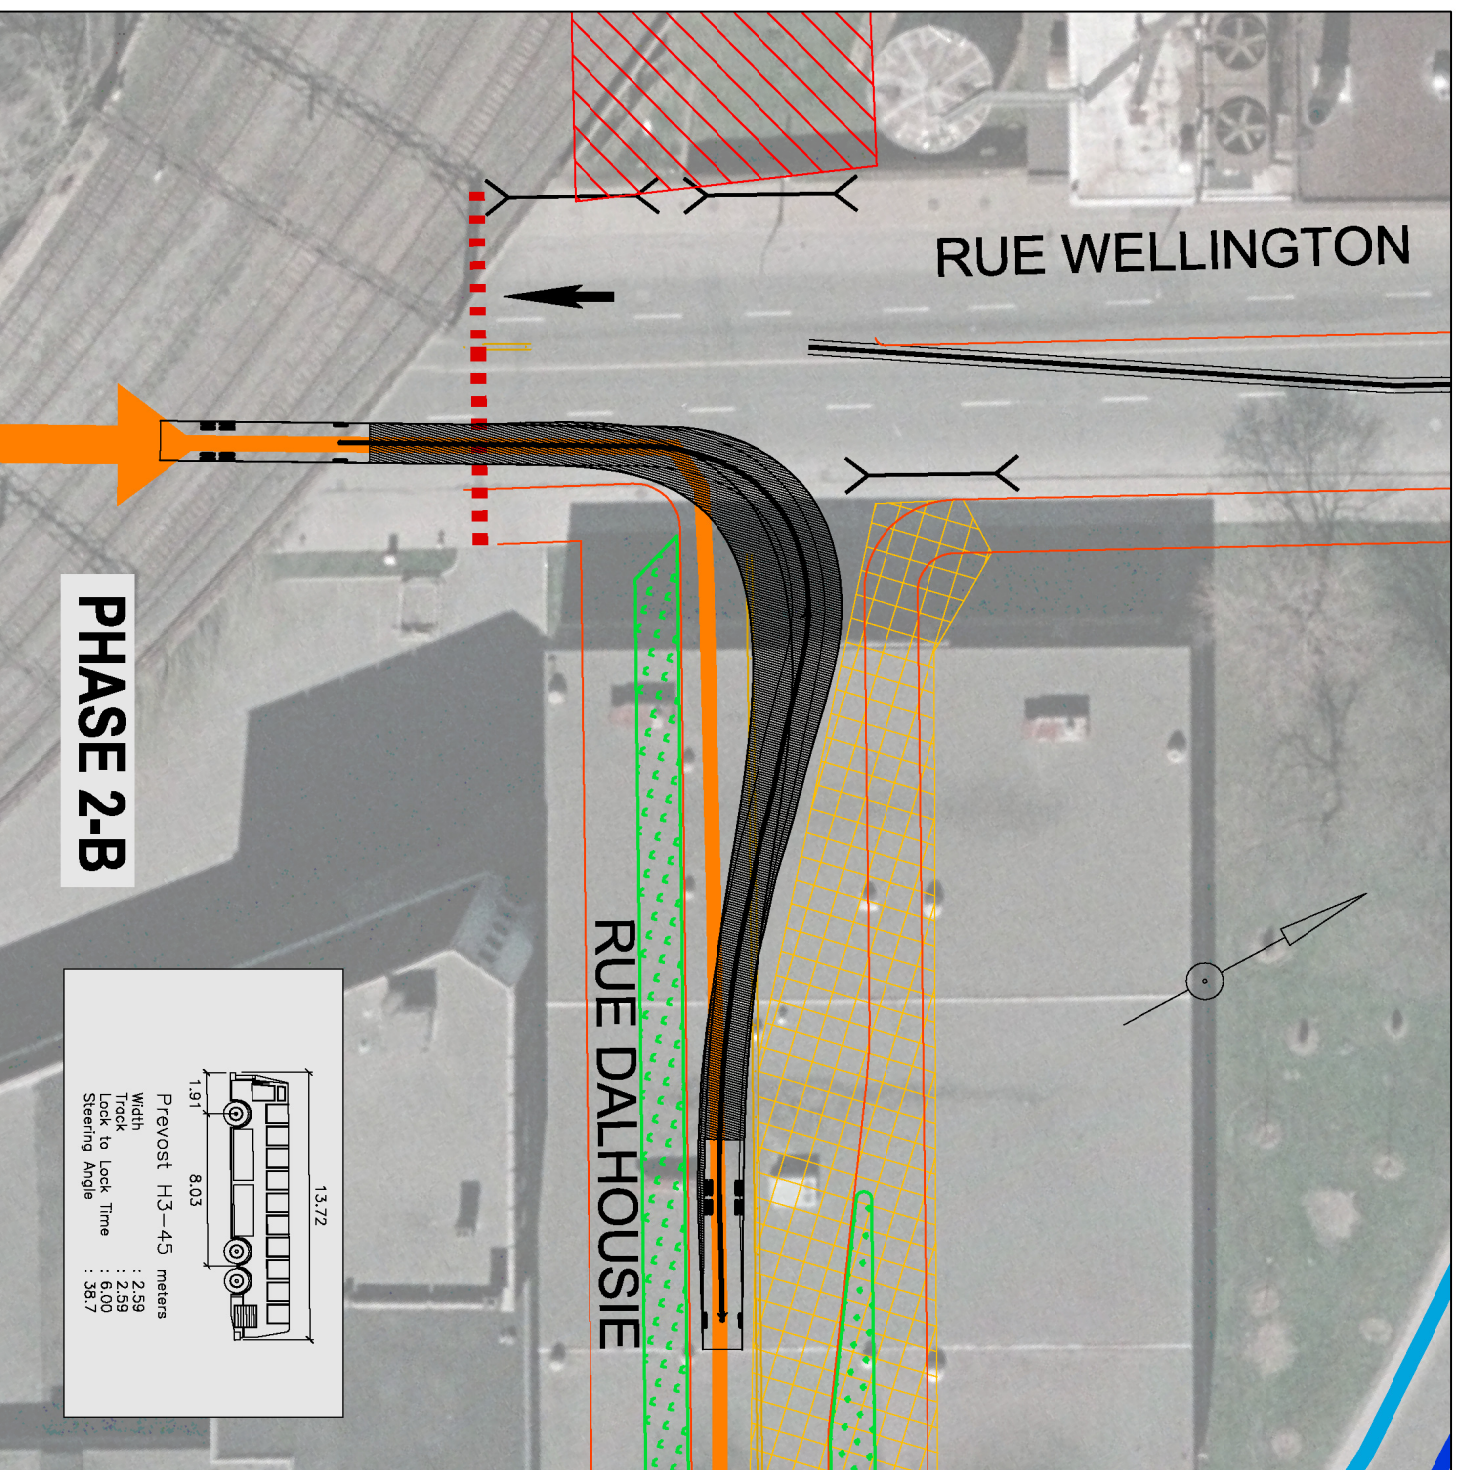 RUE WELLINGTON
PHASE 2-B
RUE DALHOUSIE
13.72
1.91
8.03
Prevost H3-45 meters
Width : 2.59
Track : 2.59
Lock to Lock Time : 6.00
Steering Angle : 38.7